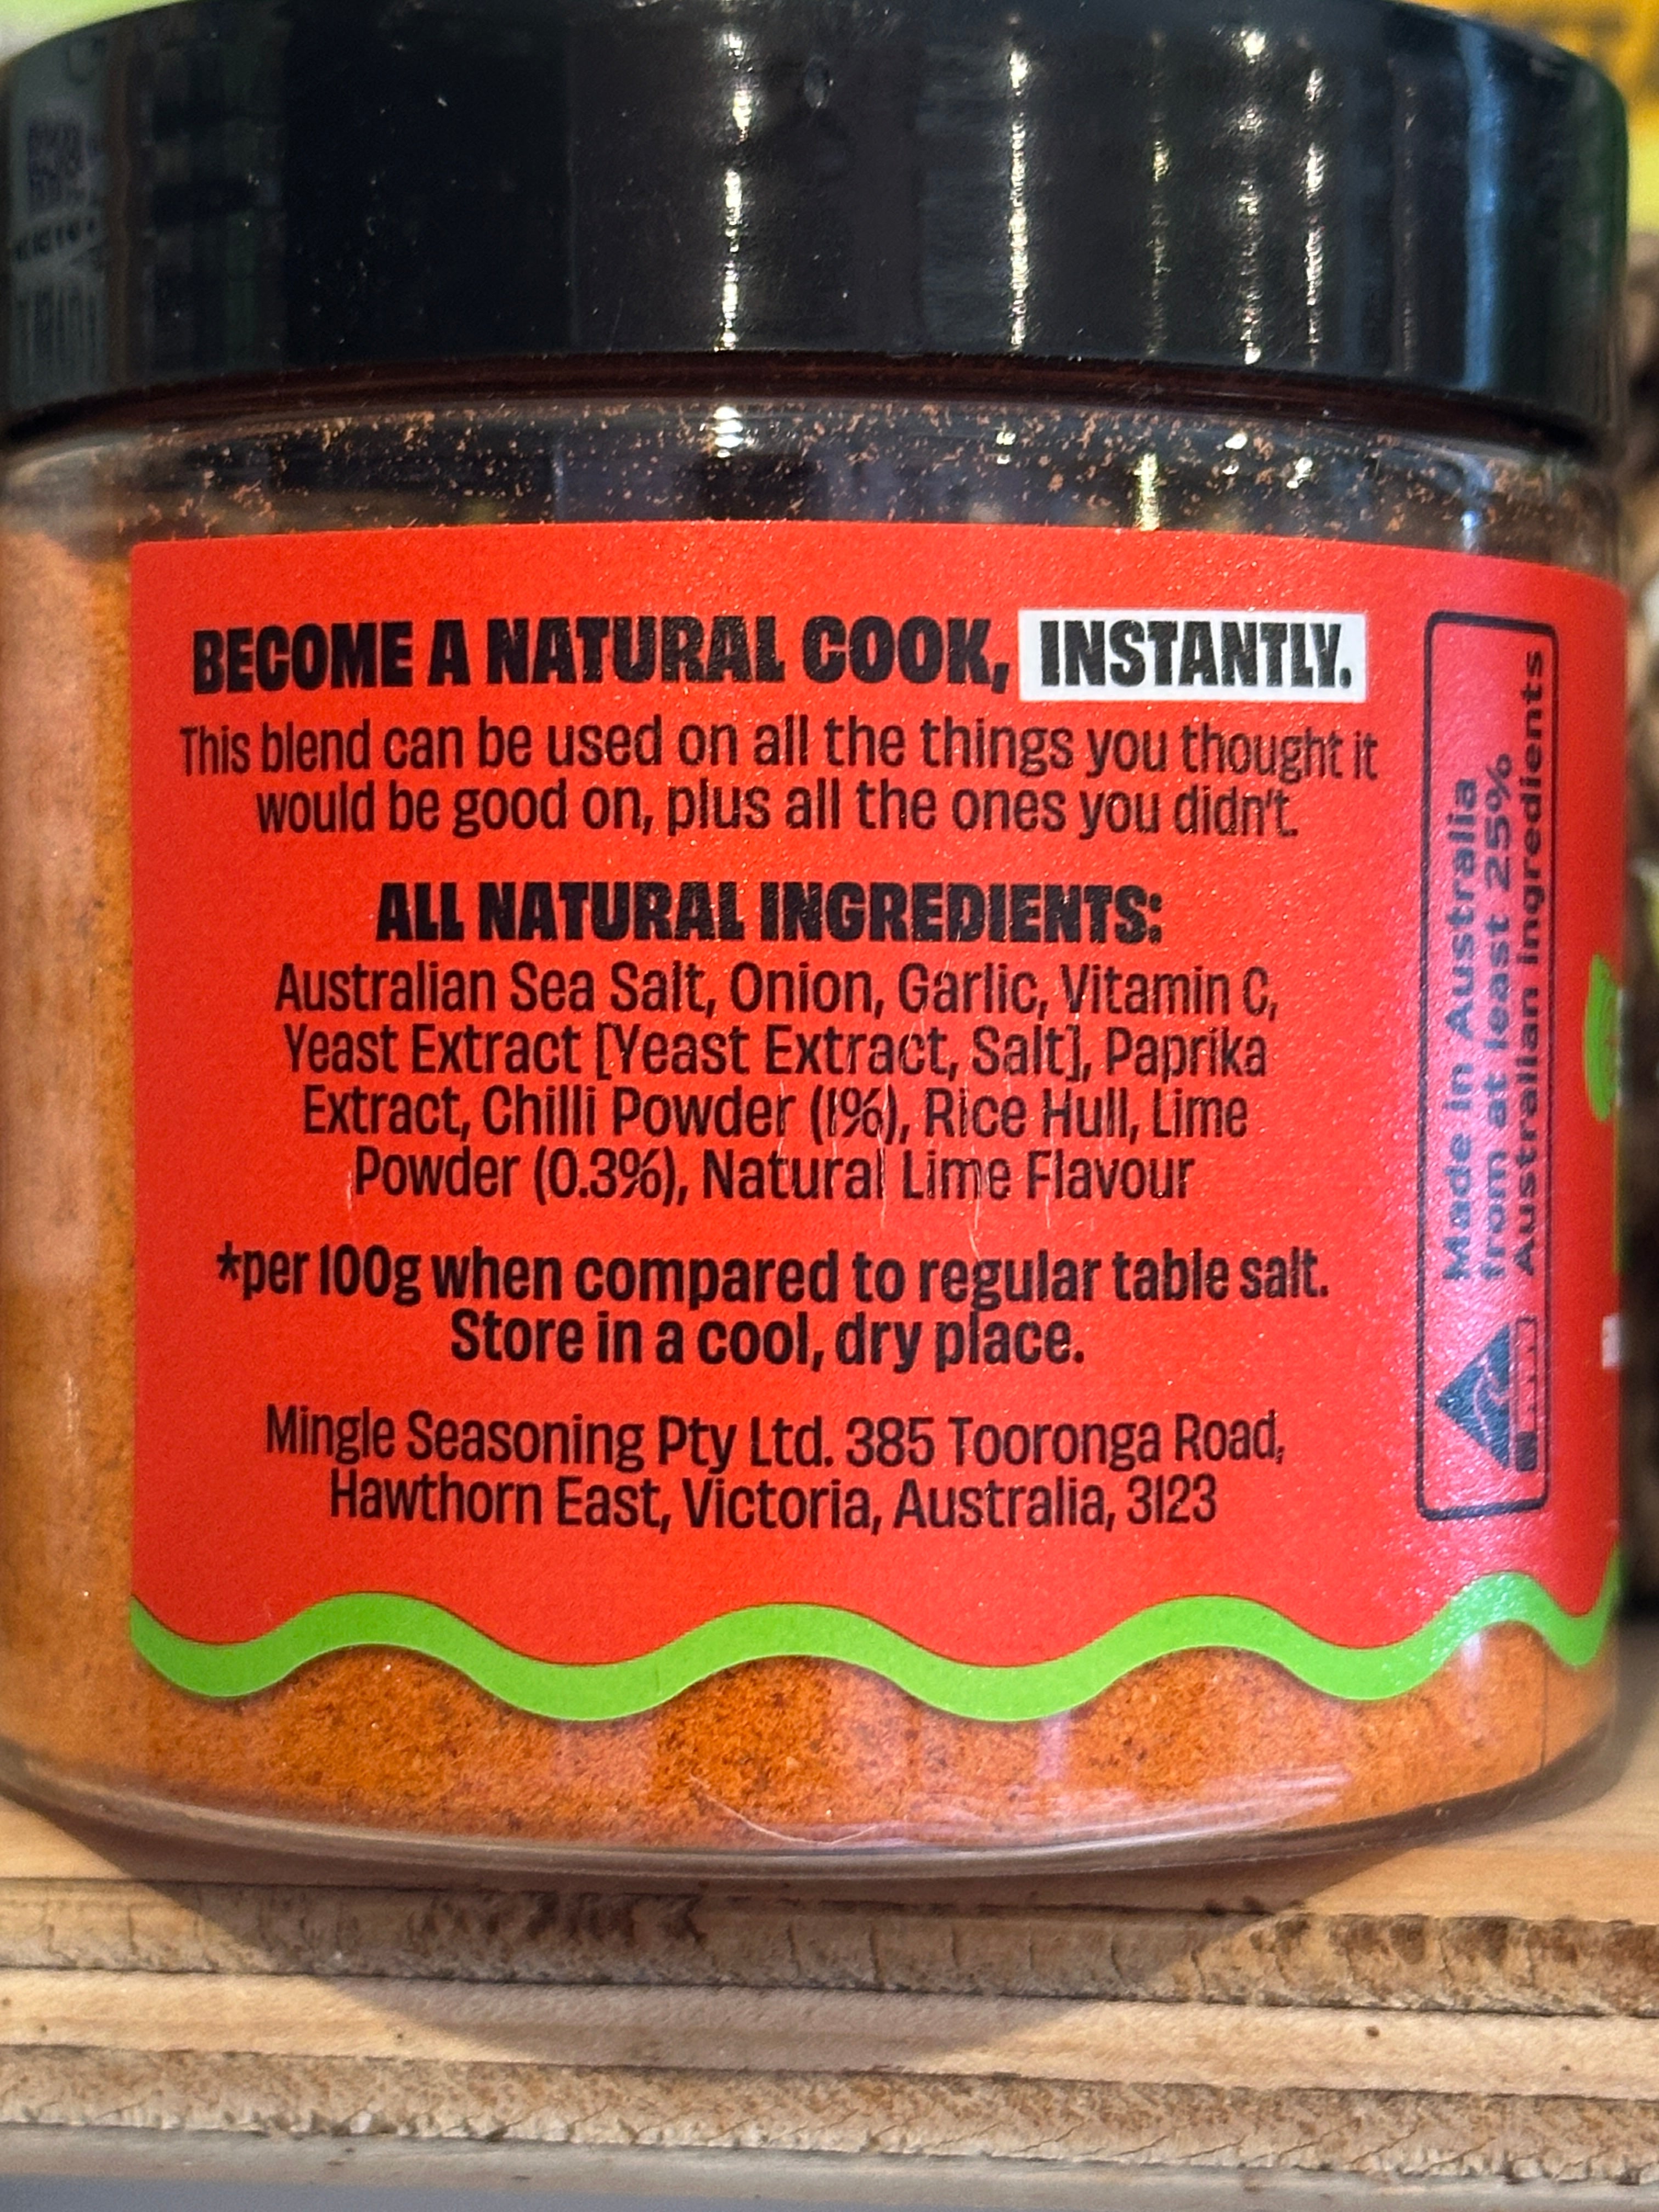 BECOME A NATURAL COOK, INSTANTLY.
This blend can be used on all the things you thought it
would be good on, plus all the ones you didn't.
ALL NATURAL INGREDIENTS:
Australian Sea Salt, Onion, Garlic, Vitamin C,
Yeast Extract [Yeast Extract, Salt], Paprika
Extract, Chilli Powder (1%), Rice Hull, Lime
Powder (0.3%), Natural Lime Flavour
*per 100g when compared to regular table salt.
Store in a cool, dry place.
Mingle Seasoning Pty Ltd. 385 Tooronga Road,
Hawthorn East, Victoria, Australia, 3123
Made in Australia
from at least 25%
Australian ingredients